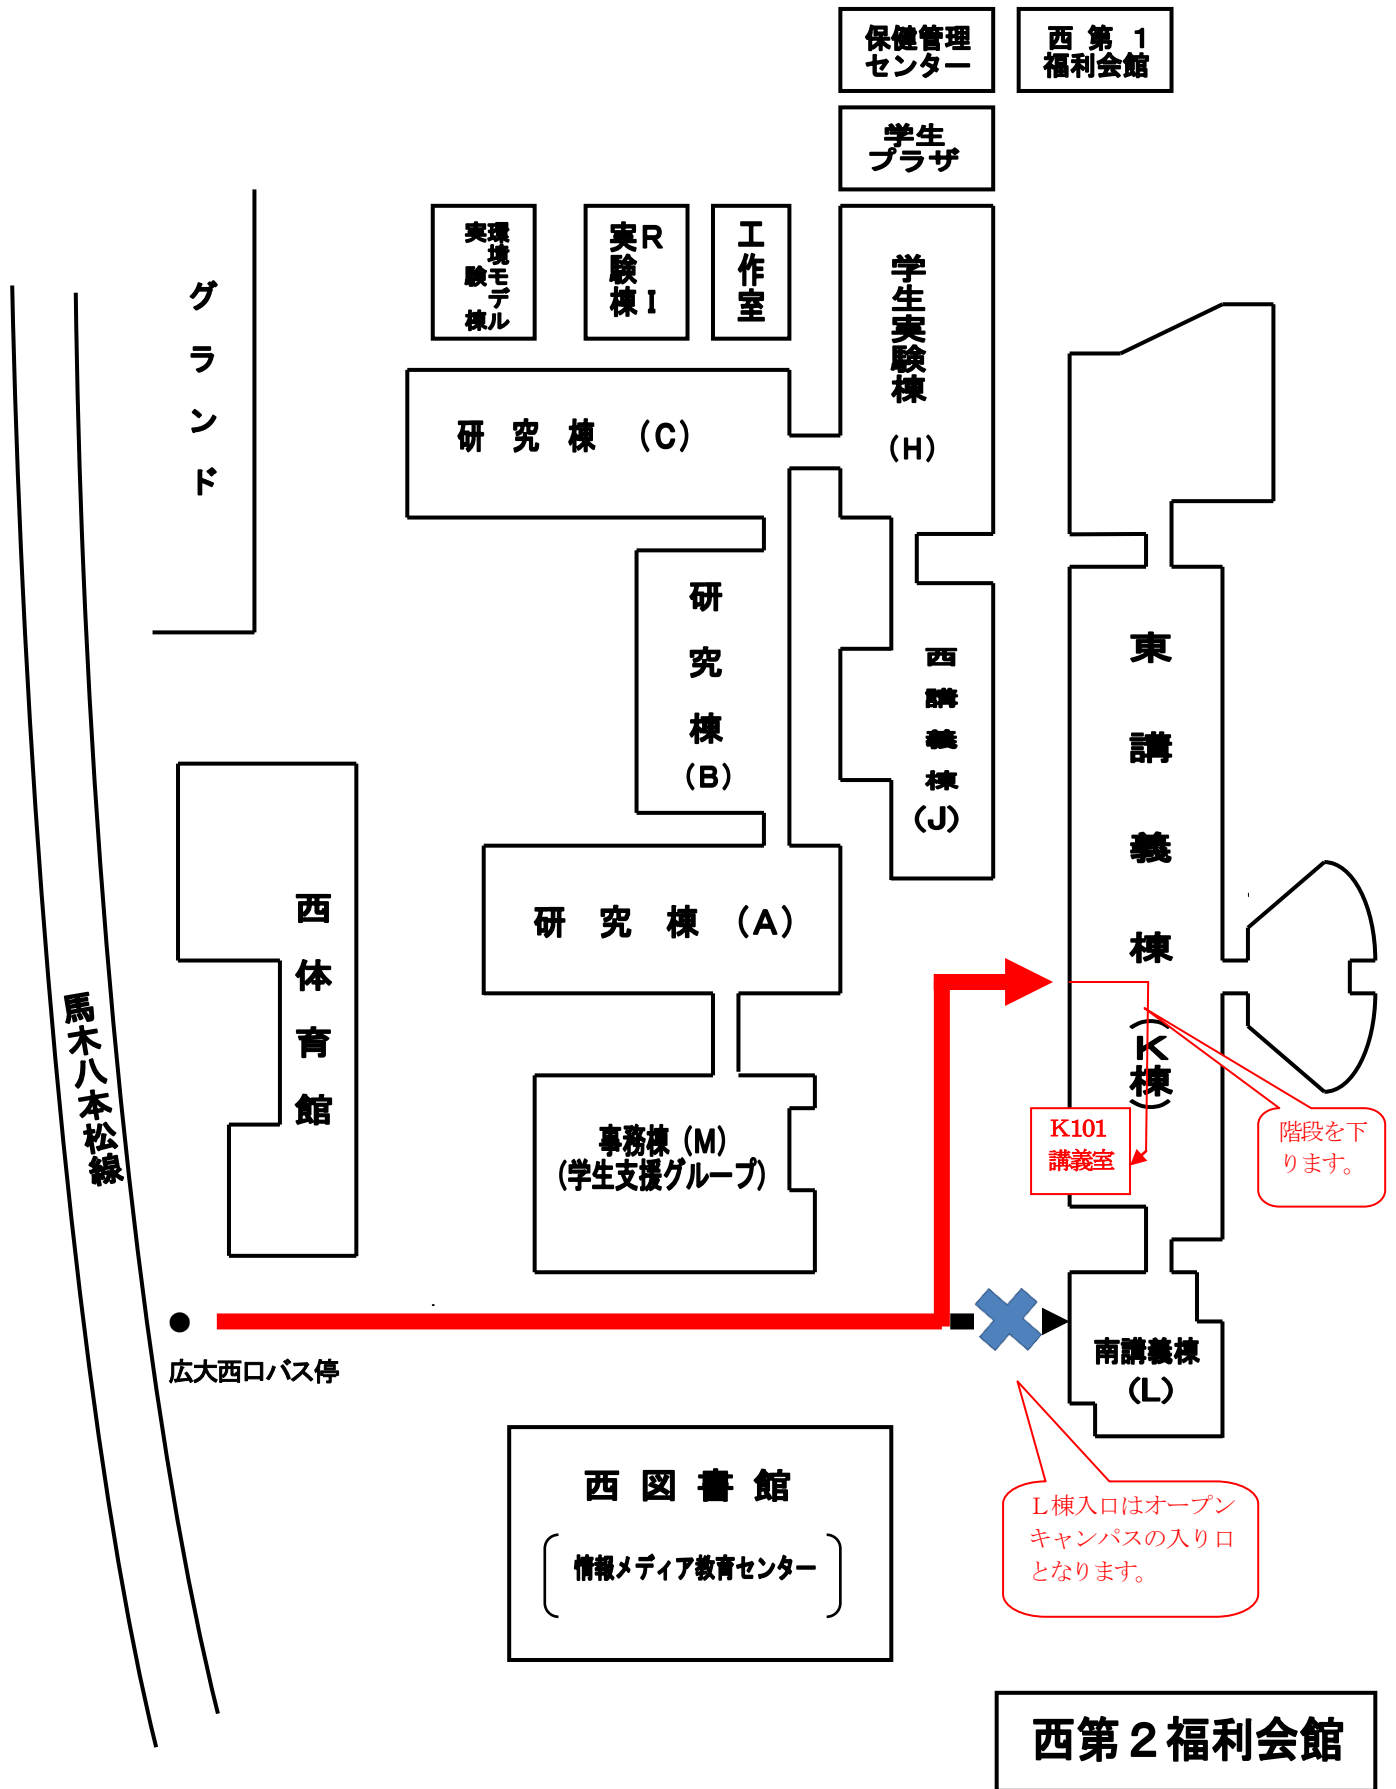 保健管理
センター
西 第 1
福利会館
学生
プラザ
環境モデル
実験棟
RI
実験棟
工作室
学生実験棟
(H)
グランド
研 究 棟 (C)
研究棟
(B)
西講義棟
(J)
東講義棟(K棟)
研 究 棟 (A)
西体育館
馬木八本松線
事務棟(M)
(学生支援グループ)
K101
講義室
階段を下
ります。
広大西口バス停
南講義棟
(L)
L棟入口はオープン
キャンパスの入り口
となります。
西 図 書 館
情報メディア教育センター
西第2福利会館